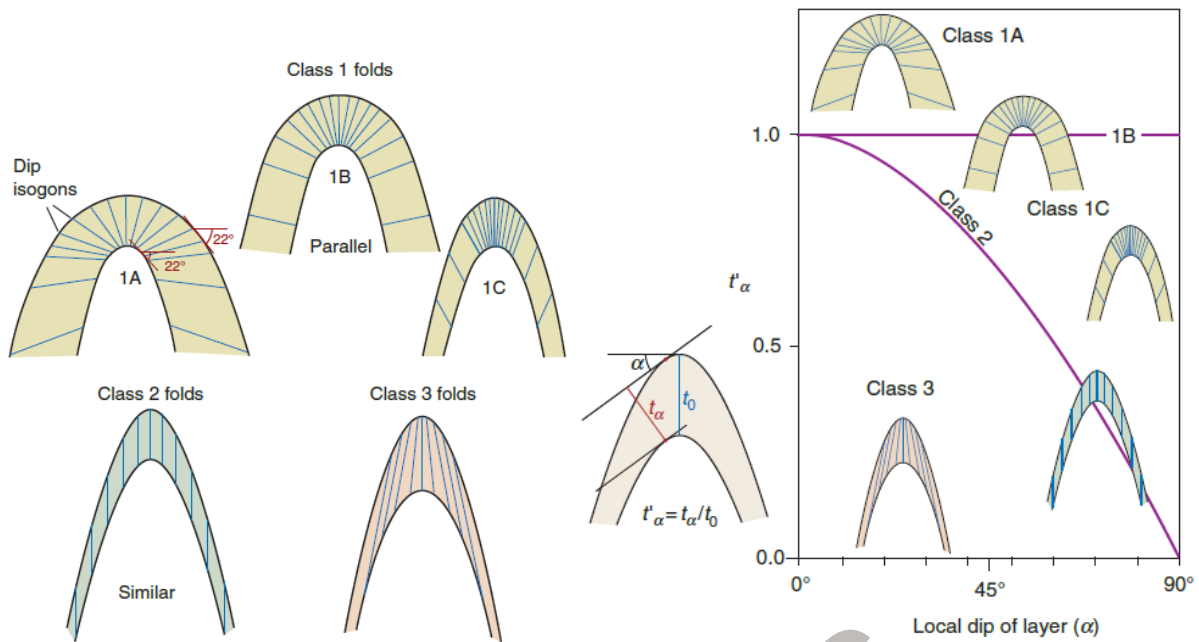 Class 1 folds
Dip
isogons
1A
22°
22°
1B
Parallel
1C
Class 2 folds
Similar
Class 3 folds
α
tα
t0
t'α=tα/t0
Class 1A
1.0
1B
Class 2
Class 1C
t'α
0.5
Class 3
0.0
0°
45°
90°
Local dip of layer (α)